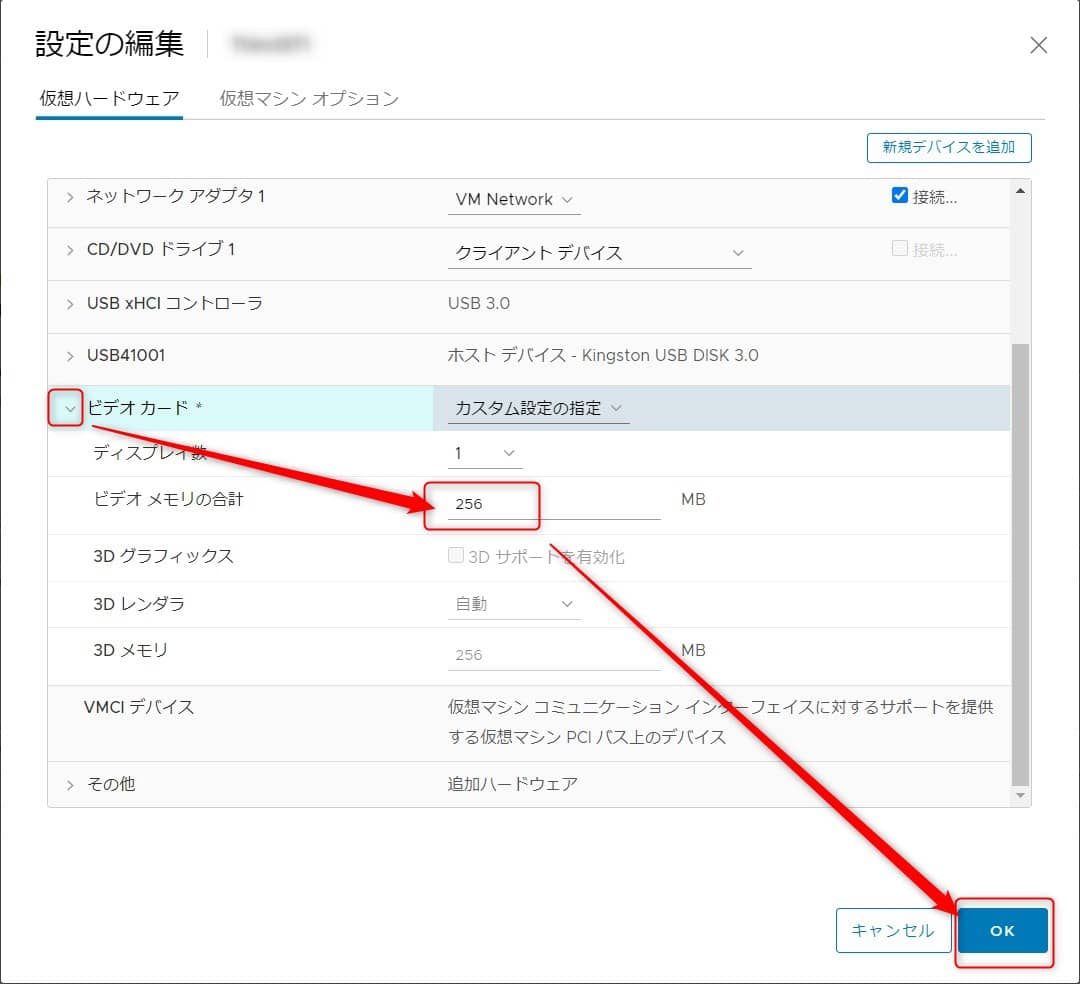 設定の編集
仮想ハードウェア 仮想マシン オプション
新規デバイスを追加
ネットワーク アダプタ 1 VM Network 接続...
CD/DVD ドライブ 1 クライアント デバイス 接続...
USB xHCI コントローラ USB 3.0
USB41001 ホスト デバイス - Kingston USB DISK 3.0
ビデオ カード * カスタム設定の指定
ディスプレイ数 1
ビデオ メモリの合計 256 MB
3D グラフィックス 3D サポートを有効化
3D レンダラ 自動
3D メモリ 256 MB
VMCI デバイス 仮想マシン コミュニケーション インターフェイスに対するサポートを提供
する仮想マシン PCI バス上のデバイス
その他 追加ハードウェア
キャンセル OK